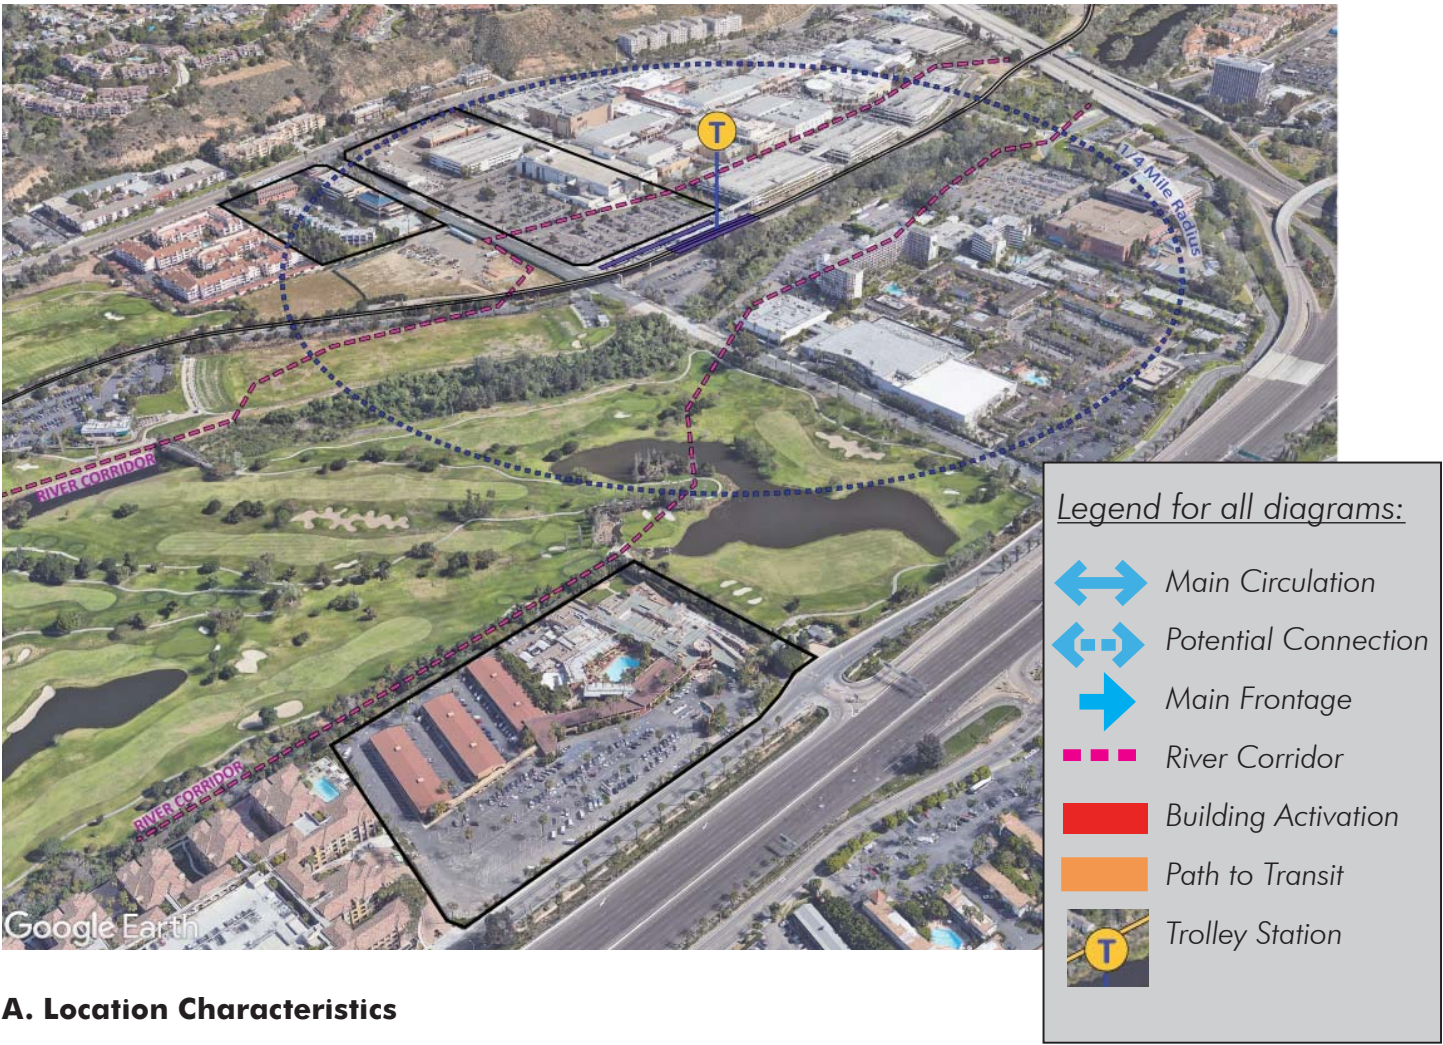 T
1/4 Mile Radius
RIVER CORRIDOR
RIVER CORRIDOR
Google Earth
Legend for all diagrams:
Main Circulation
Potential Connection
Main Frontage
River Corridor
Building Activation
Path to Transit
T
Trolley Station
A. Location Characteristics